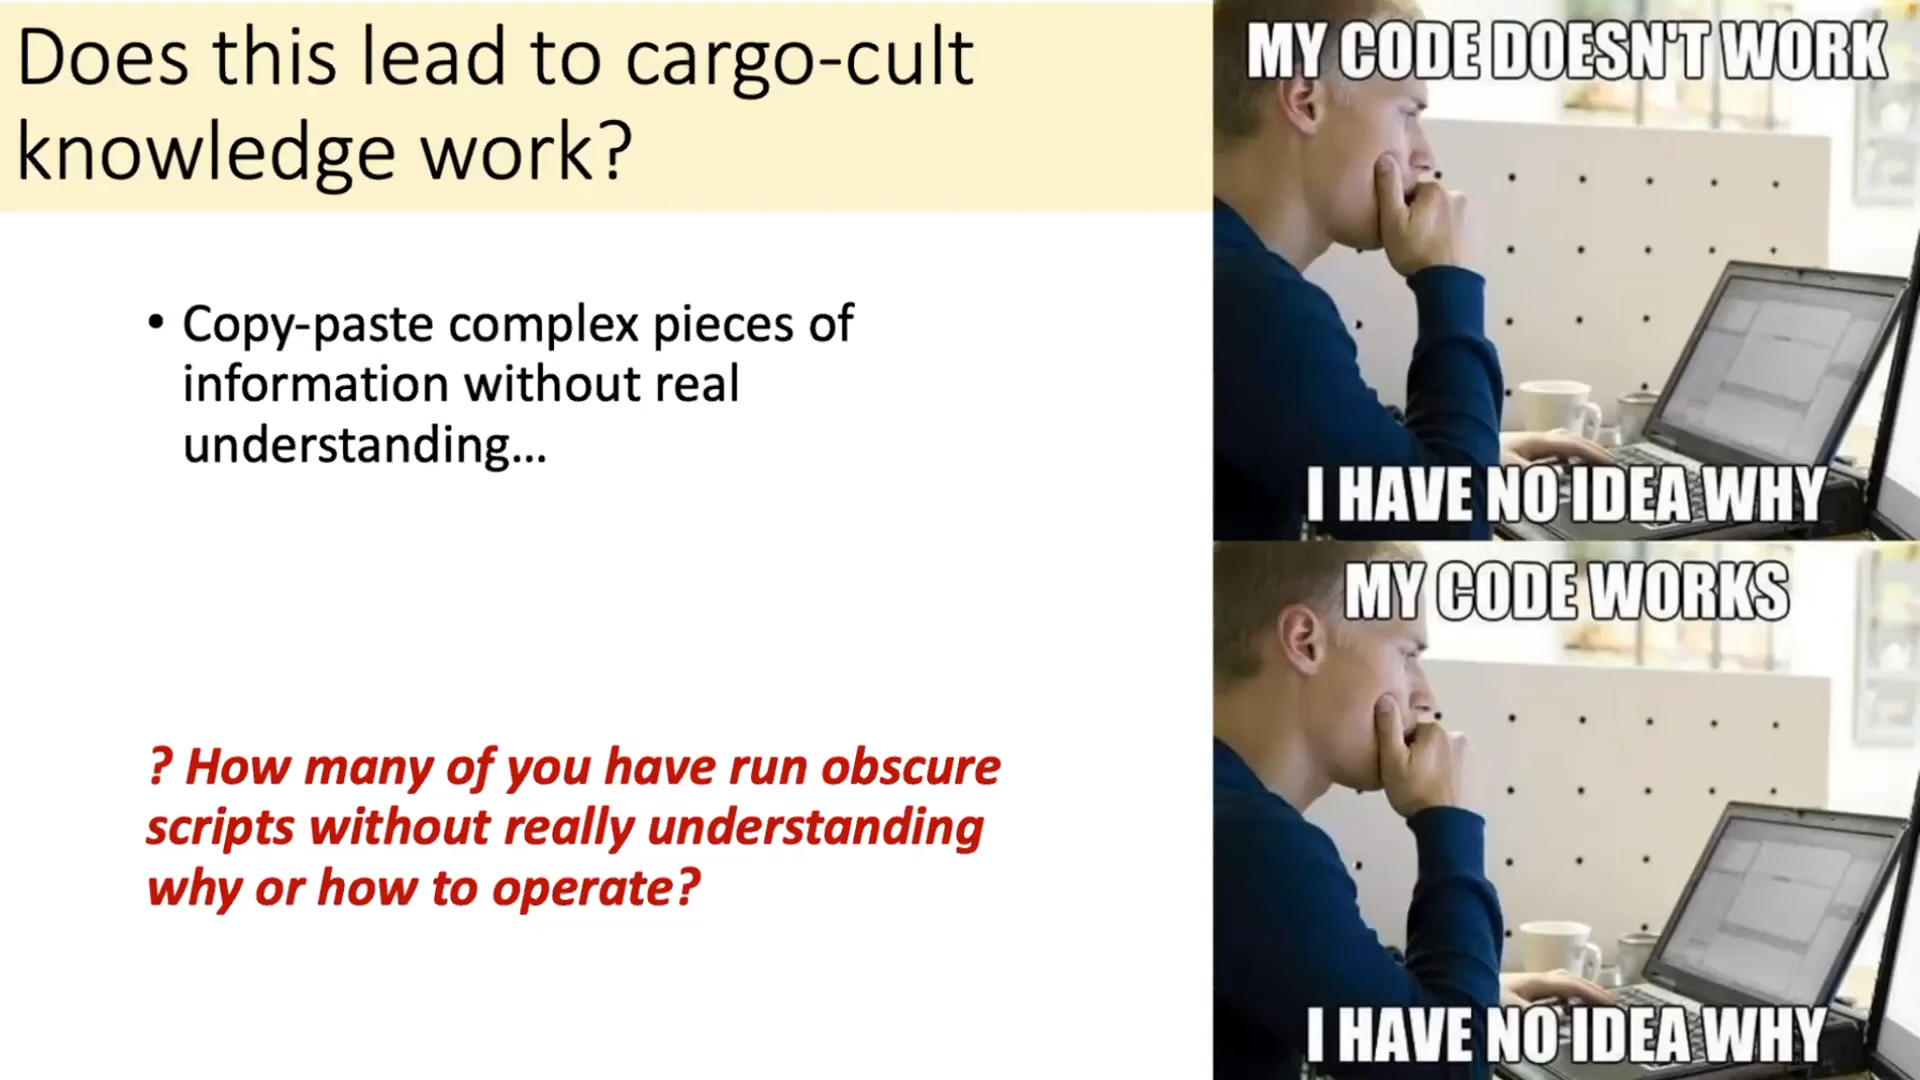 Does this lead to cargo-cult
knowledge work?
• Copy-paste complex pieces of
information without real
understanding...
? How many of you have run obscure
scripts without really understanding
why or how to operate?
MY CODE DOESN'T WORK
I HAVE NO IDEA WHY
MY CODE WORKS
I HAVE NO IDEA WHY